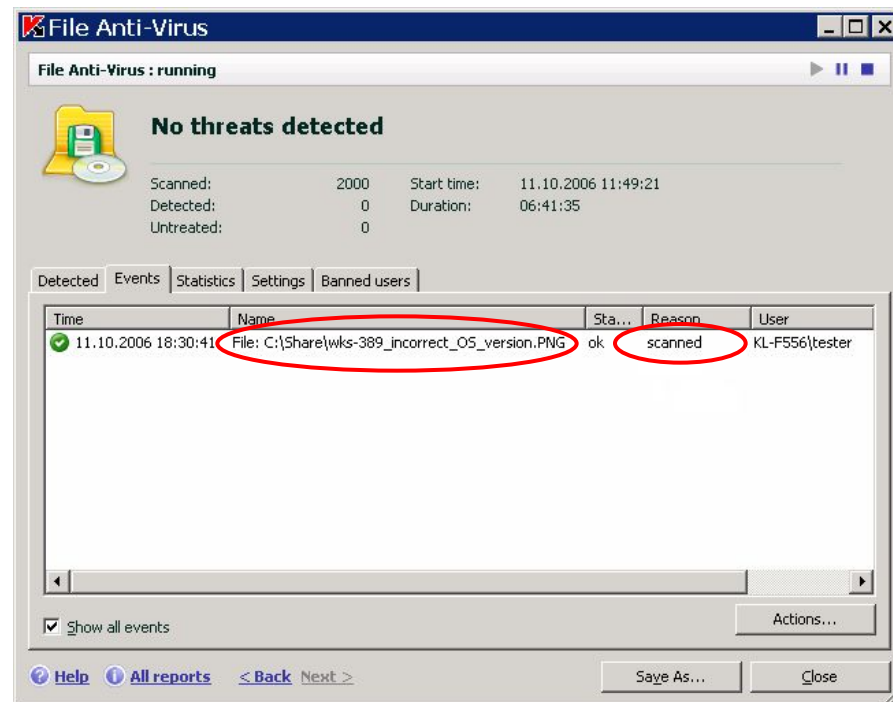 File Anti-Virus
File Anti-Virus : running
No threats detected
Scanned: 2000 Start time: 11.10.2006 11:49:21
Detected: 0 Duration: 06:41:35
Untreated: 0
Detected Events Statistics Settings Banned users
Time Name Sta... Reason User
11.10.2006 18:30:41 File: C:\Share\wks-389_incorrect_OS_version.PNG ok scanned KL-F556\tester
Show all events Actions...
Help All reports < Back Next > Save As... Close